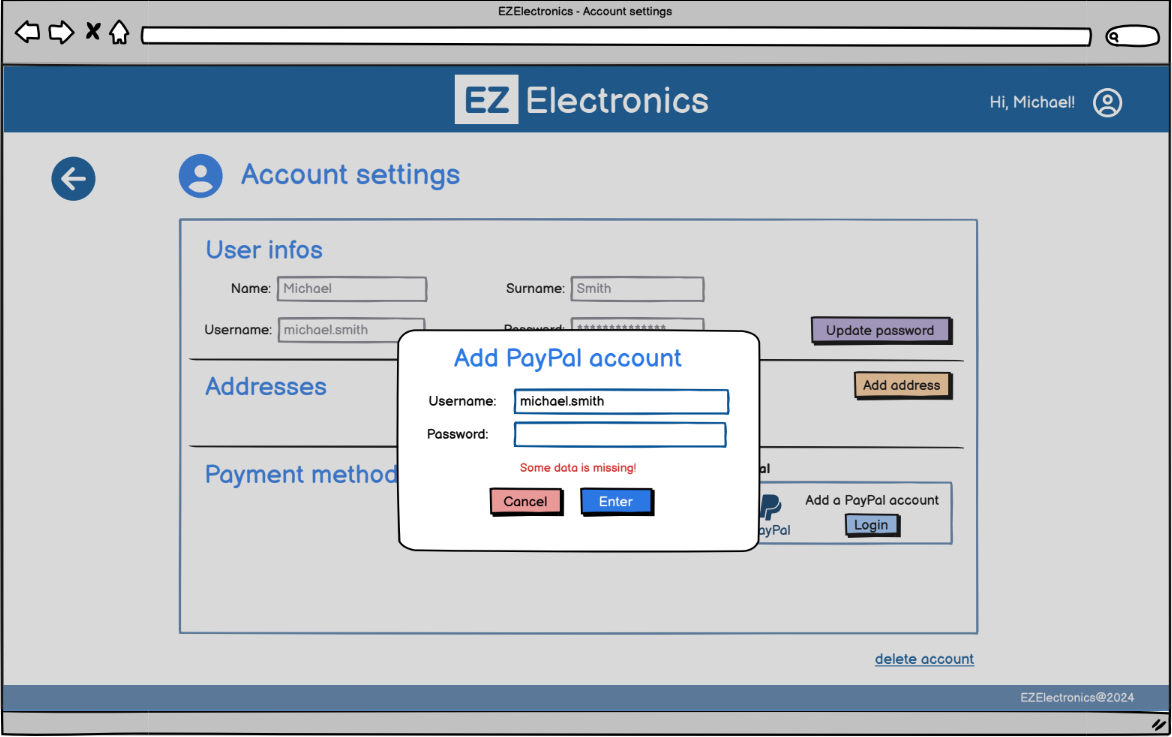 EZElectronics - Account settings
EZ Electronics
Hi, Michael!
Account settings
User infos
Name: Michael Surname: Smith
Username: michael.smith Password: **************
Update password
Add PayPal account
Addresses
Add address
Username: michael.smith
Password:
Some data is missing!
Payment method
Cancel Enter
Add a PayPal account
Login
delete account
EZElectronics@2024